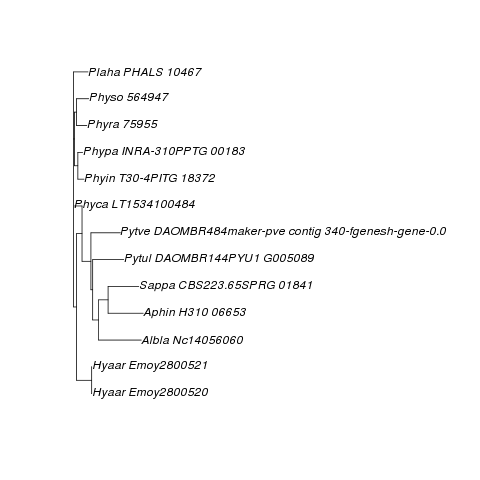 Plaha PHALS 10467
Physo 564947
Phyra 75955
Phypa INRA-310PPTG 00183
Phyin T30-4PITG 18372
Phyca LT1534100484
Pytve DAOMBR484maker-pve contig 340-fgenesh-gene-0.0
Pytul DAOMBR144PYU1 G005089
Sappa CBS223.65SPRG 01841
Aphin H310 06653
Albla Nc14056060
Hyaar Emoy2800521
Hyaar Emoy2800520